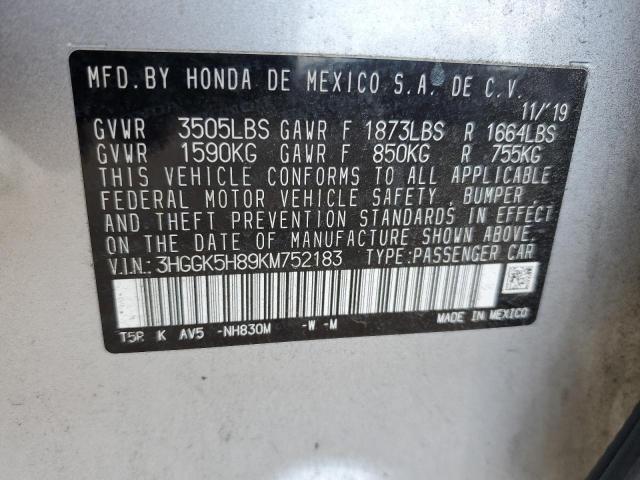 MFD. BY HONDA DE MEXICO S.A. DE C.V.
11/'19
GVWR 3505LBS GAWR F 1873LBS R 1664LBS
GVWR 1590KG GAWR F 850KG R 755KG
THIS VEHICLE CONFORMS TO ALL APPLICABLE
FEDERAL MOTOR VEHICLE SAFETY, BUMPER,
AND THEFT PREVENTION STANDARDS IN EFFECT
ON THE DATE OF MANUFACTURE SHOWN ABOVE.
V.I.N.: 3HGGK5H89KM752183 TYPE:PASSENGER CAR
T5R K AV5 -NH830M -W -M
MADE IN MEXICO